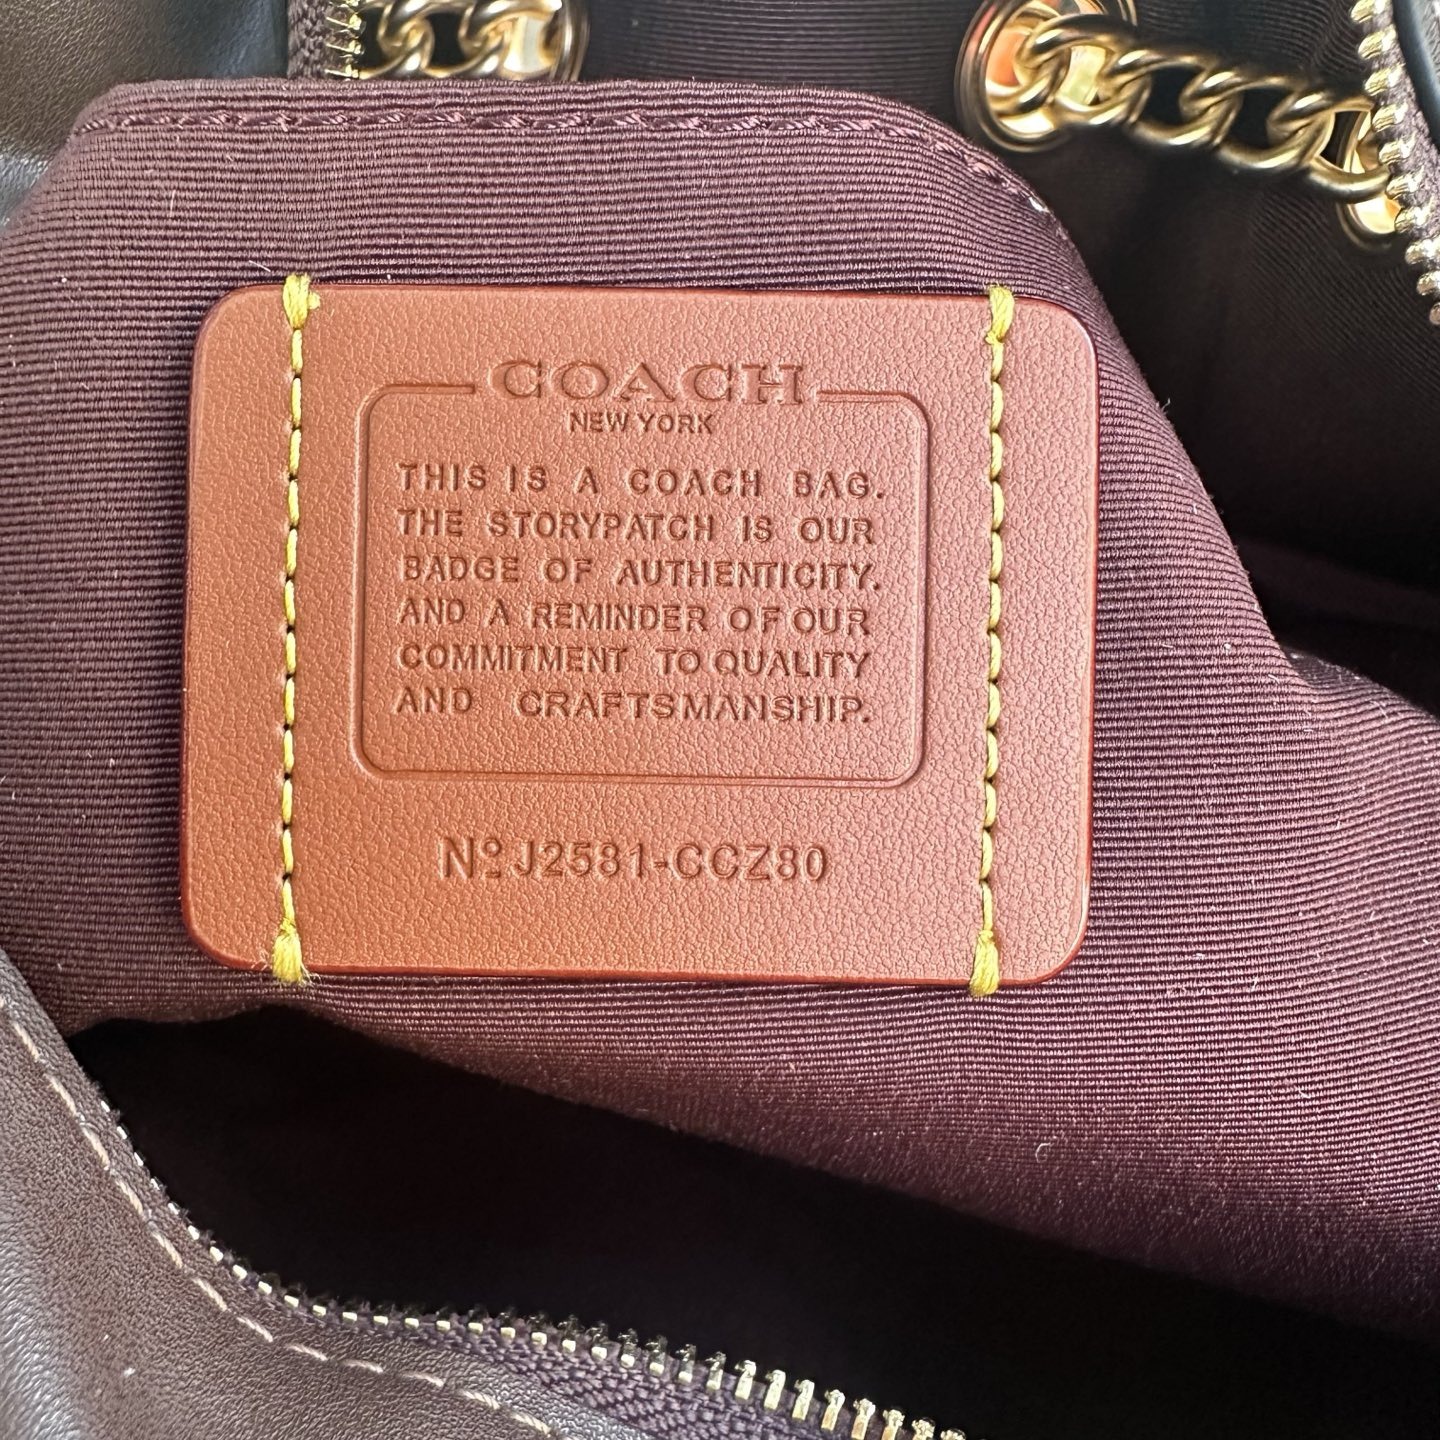 COACH
NEW YORK
THIS IS A COACH BAG.
THE STORYPATCH IS OUR
BADGE OF AUTHENTICITY.
AND A REMINDER OF OUR
COMMITMENT TO QUALITY
AND CRAFTSMANSHIP.
Nº J2581-CCZ80